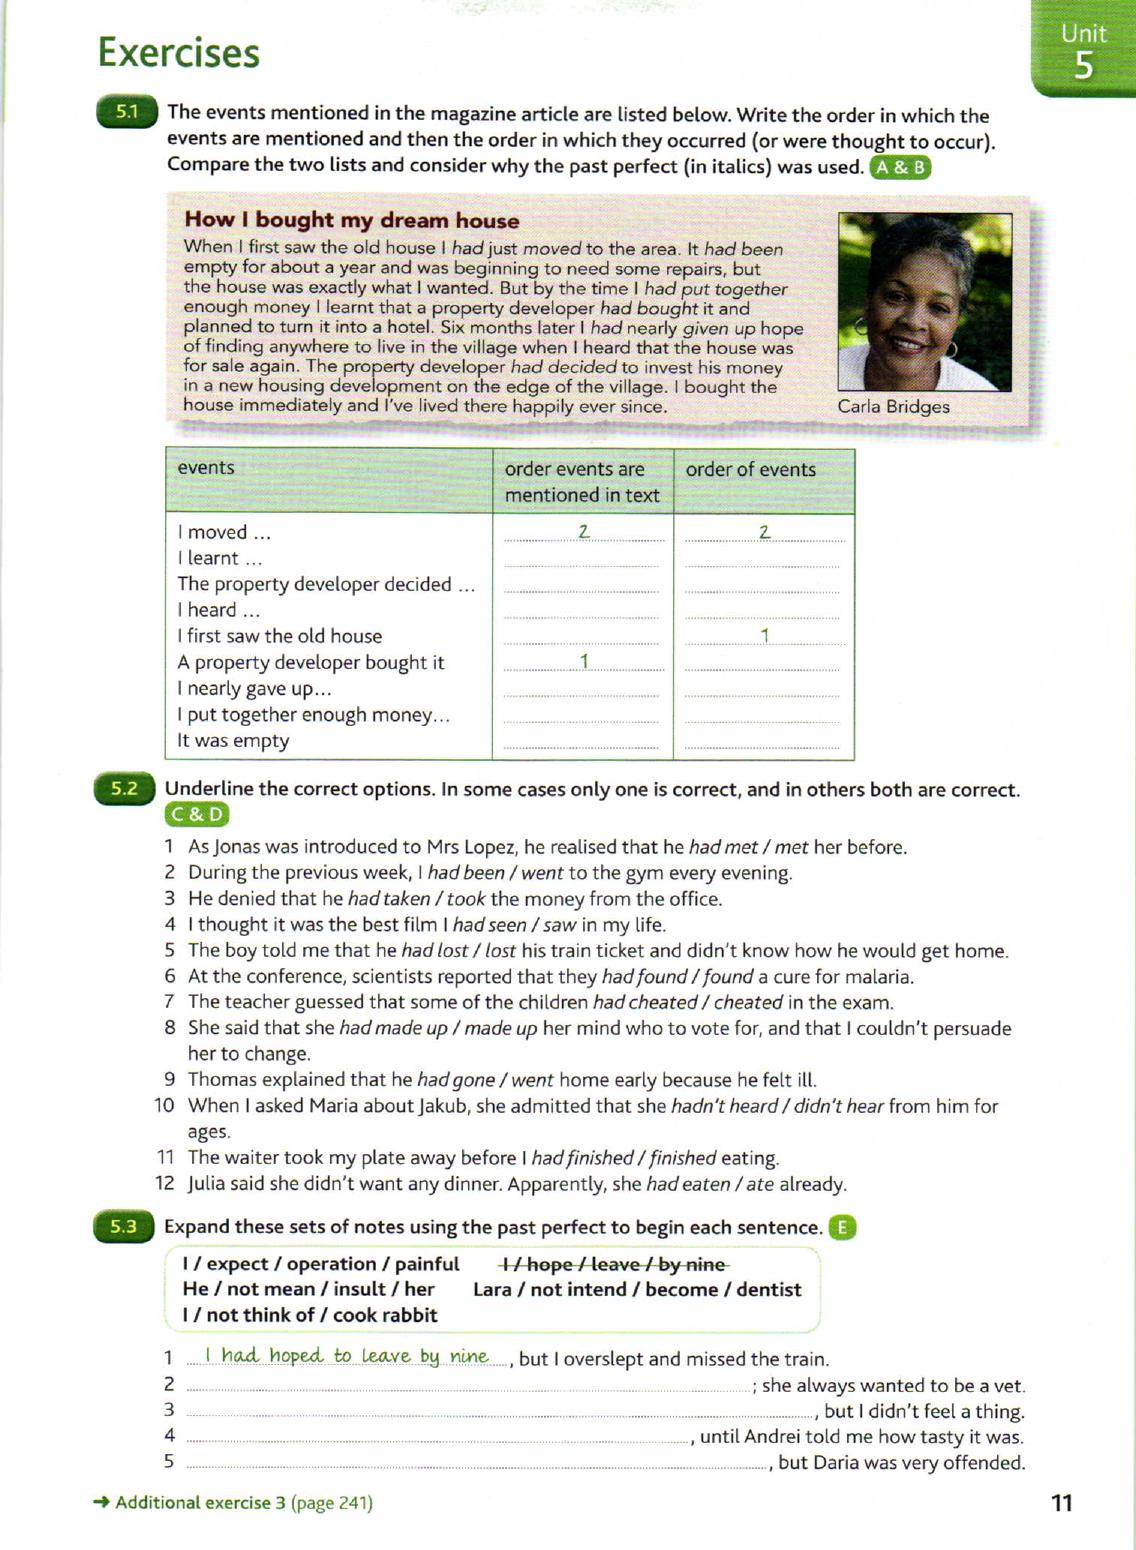 Exercises
Unit
5
5.1 The events mentioned in the magazine article are listed below. Write the order in which the
events are mentioned and then the order in which they occurred (or were thought to occur).
Compare the two lists and consider why the past perfect (in italics) was used. A & B
How I bought my dream house
When I first saw the old house I had just moved to the area. It had been
empty for about a year and was beginning to need some repairs, but
the house was exactly what I wanted. But by the time I had put together
enough money I learnt that a property developer had bought it and
planned to turn it into a hotel. Six months later I had nearly given up hope
of finding anywhere to live in the village when I heard that the house was
for sale again. The property developer had decided to invest his money
in a new housing development on the edge of the village. I bought the
house immediately and I've lived there happily ever since.
Carla Bridges
events order events are order of events
mentioned in text
I moved ... 2 2
I learnt ...
The property developer decided ...
I heard ...
I first saw the old house 1
A property developer bought it 1
I nearly gave up...
I put together enough money...
It was empty
5.2 Underline the correct options. In some cases only one is correct, and in others both are correct.
C & D
1 As Jonas was introduced to Mrs Lopez, he realised that he had met / met her before.
2 During the previous week, I had been / went to the gym every evening.
3 He denied that he had taken / took the money from the office.
4 I thought it was the best film I had seen / saw in my life.
5 The boy told me that he had lost / lost his train ticket and didn't know how he would get home.
6 At the conference, scientists reported that they had found / found a cure for malaria.
7 The teacher guessed that some of the children had cheated / cheated in the exam.
8 She said that she had made up / made up her mind who to vote for, and that I couldn't persuade
her to change.
9 Thomas explained that he had gone / went home early because he felt ill.
10 When I asked Maria about Jakub, she admitted that she hadn't heard / didn't hear from him for
ages.
11 The waiter took my plate away before I had finished / finished eating.
12 Julia said she didn't want any dinner. Apparently, she had eaten / ate already.
5.3 Expand these sets of notes using the past perfect to begin each sentence. E
I / expect / operation / painful I / hope / leave / by nine
He / not mean / insult / her Lara / not intend / become / dentist
I / not think of / cook rabbit
1 I had hoped to leave by nine , but I overslept and missed the train.
2 ; she always wanted to be a vet.
3 , but I didn't feel a thing.
4 , until Andrei told me how tasty it was.
5 , but Daria was very offended.
→ Additional exercise 3 (page 241)
11